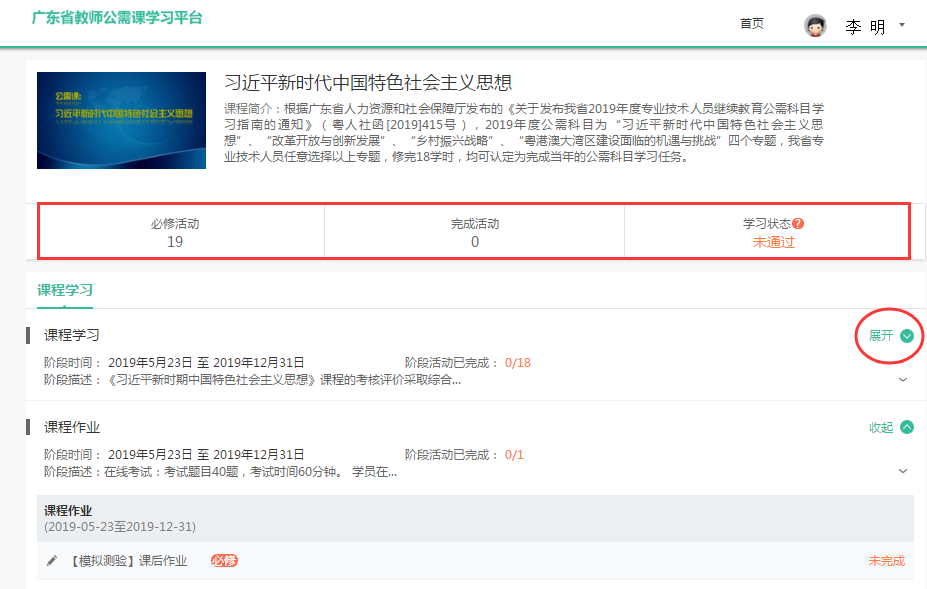 广东省教师公需课学习平台
首页
李 明
公需课:
习近平新时代中国特色社会主义思想
习近平新时代中国特色社会主义思想
课程简介：根据广东省人力资源和社会保障厅发布的《关于发布我省2019年度专业技术人员继续教育公需科目学
习指南的通知》（粤人社函[2019]415号），2019年度公需科目为“习近平新时代中国特色社会主义思
想”、“改革开放与创新发展”、“乡村振兴战略”、“粤港澳大湾区建设面临的机遇与挑战”四个专题，我省专
业技术人员任意选择以上专题，修完18学时，均可认定为完成当年的公需科目学习任务。
必修活动
19
完成活动
0
学习状态?
未通过
课程学习
课程学习
展开
阶段时间： 2019年5月23日 至 2019年12月31日
阶段活动已完成： 0/18
阶段描述：《习近平新时期中国特色社会主义思想》课程的考核评价采取综合...
课程作业
收起
阶段时间： 2019年5月23日 至 2019年12月31日
阶段活动已完成： 0/1
阶段描述：在线考试：考试题目40题，考试时间60分钟。 学员在...
课程作业
(2019-05-23至2019-12-31)
【模拟测验】课后作业
必修
未完成